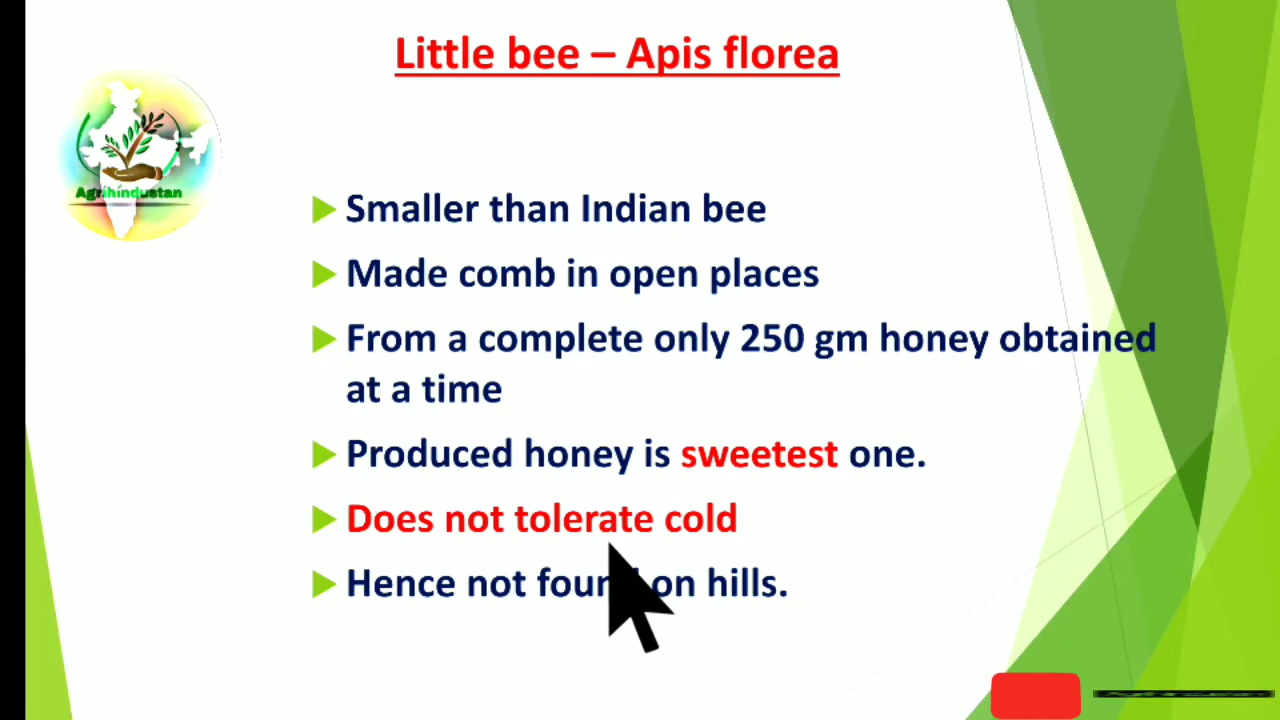 Little bee – Apis florea
Agrihindustan
Smaller than Indian bee
Made comb in open places
From a complete only 250 gm honey obtained
at a time
Produced honey is sweetest one.
Does not tolerate cold
Hence not found on hills.